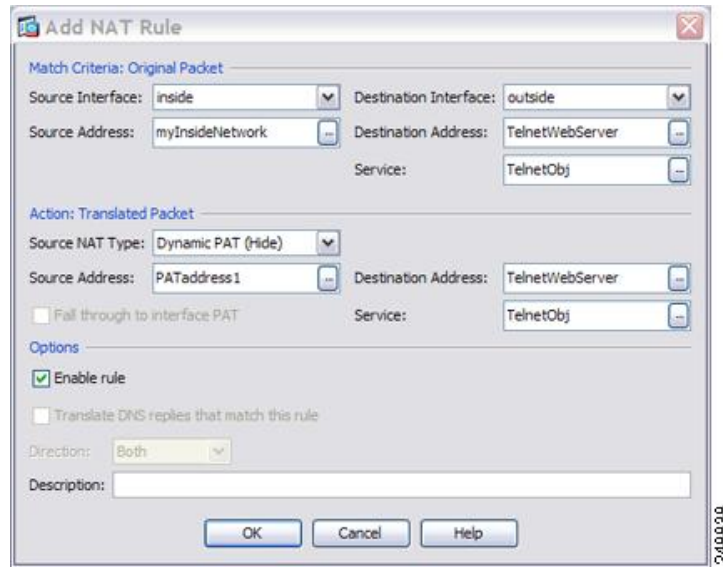 Add NAT Rule
Match Criteria: Original Packet
Source Interface: inside Destination Interface: outside
Source Address: myInsideNetwork ... Destination Address: TelnetWebServer ...
Service: TelnetObj ...
Action: Translated Packet
Source NAT Type: Dynamic PAT (Hide)
Source Address: PATaddress1 ... Destination Address: TelnetWebServer ...
Fall through to interface PAT Service: TelnetObj ...
Options
Enable rule
Translate DNS replies that match this rule
Direction: Both
Description:
OK Cancel Help
248939